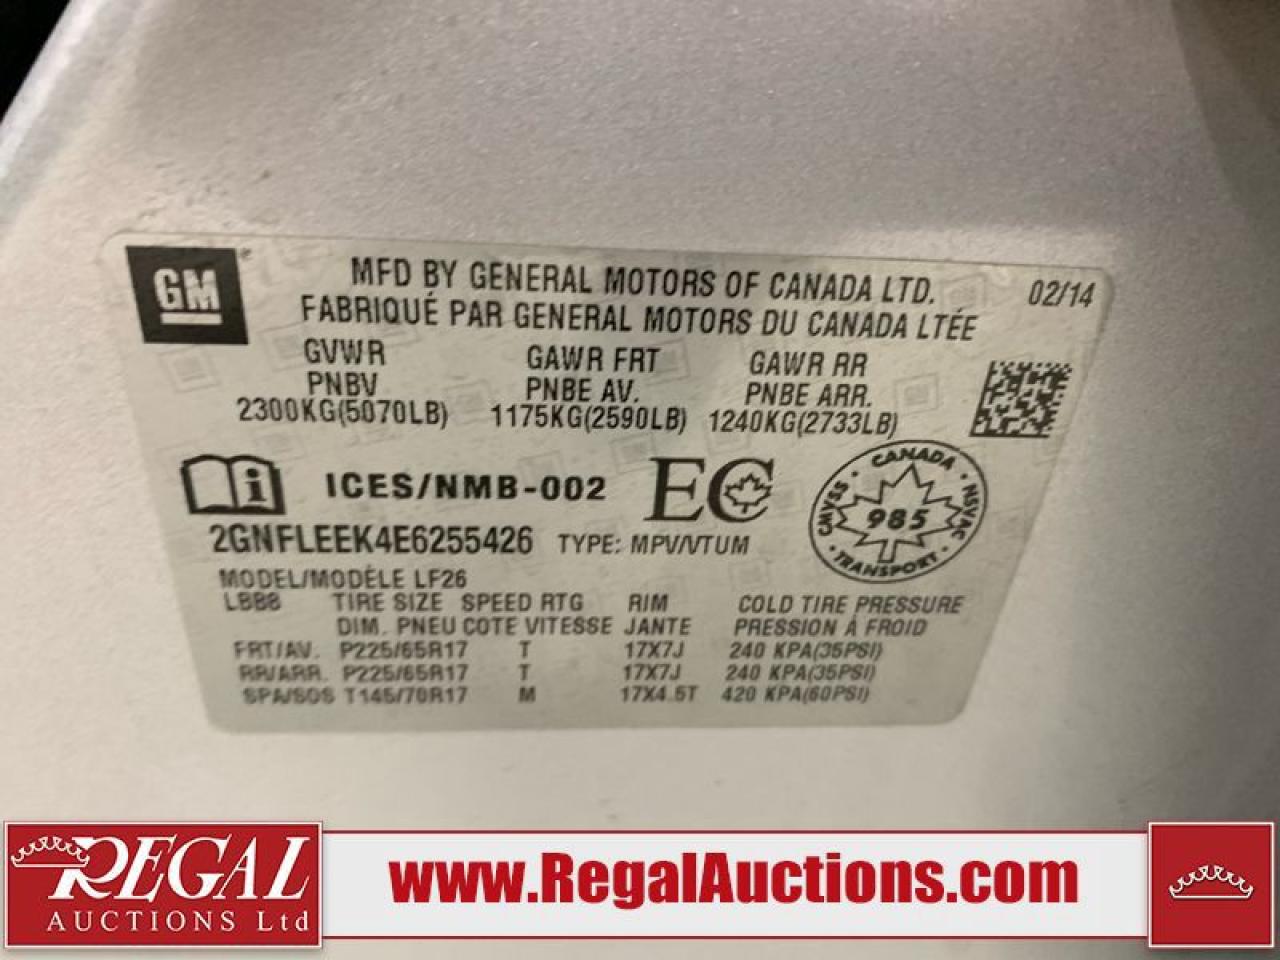 GM
MFD BY GENERAL MOTORS OF CANADA LTD. 02/14
FABRIQUÉ PAR GENERAL MOTORS DU CANADA LTÉE
GVWR GAWR FRT GAWR RR
PNBV PNBE AV. PNBE ARR.
2300KG(5070LB) 1175KG(2590LB) 1240KG(2733LB)
ICES/NMB-002 EC
CANADA
CMVSS 985 NSVAC
TRANSPORT
2GNFLEEK4E6255426 TYPE: MPV/VTUM
MODEL/MODÈLE LF26
LBB8 TIRE SIZE SPEED RTG RIM COLD TIRE PRESSURE
DIM. PNEU COTE VITESSE JANTE PRESSION À FROID
FRT/AV. P225/65R17 T 17X7J 240 KPA(35PSI)
RR/ARR. P225/65R17 T 17X7J 240 KPA(35PSI)
SPA/SOS T145/70R17 M 17X4.5T 420 KPA(60PSI)
REGAL
AUCTIONS Ltd
www.RegalAuctions.com